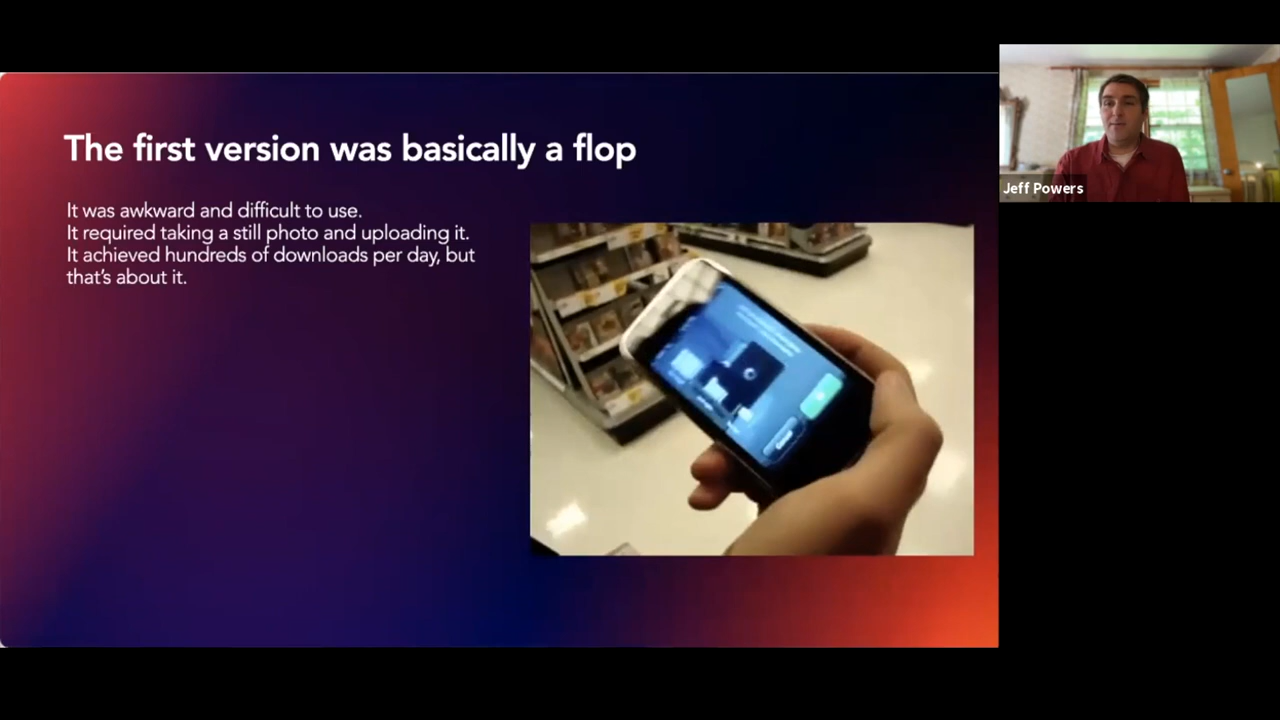 The first version was basically a flop
It was awkward and difficult to use.
It required taking a still photo and uploading it.
It achieved hundreds of downloads per day, but
that's about it.
Jeff Powers